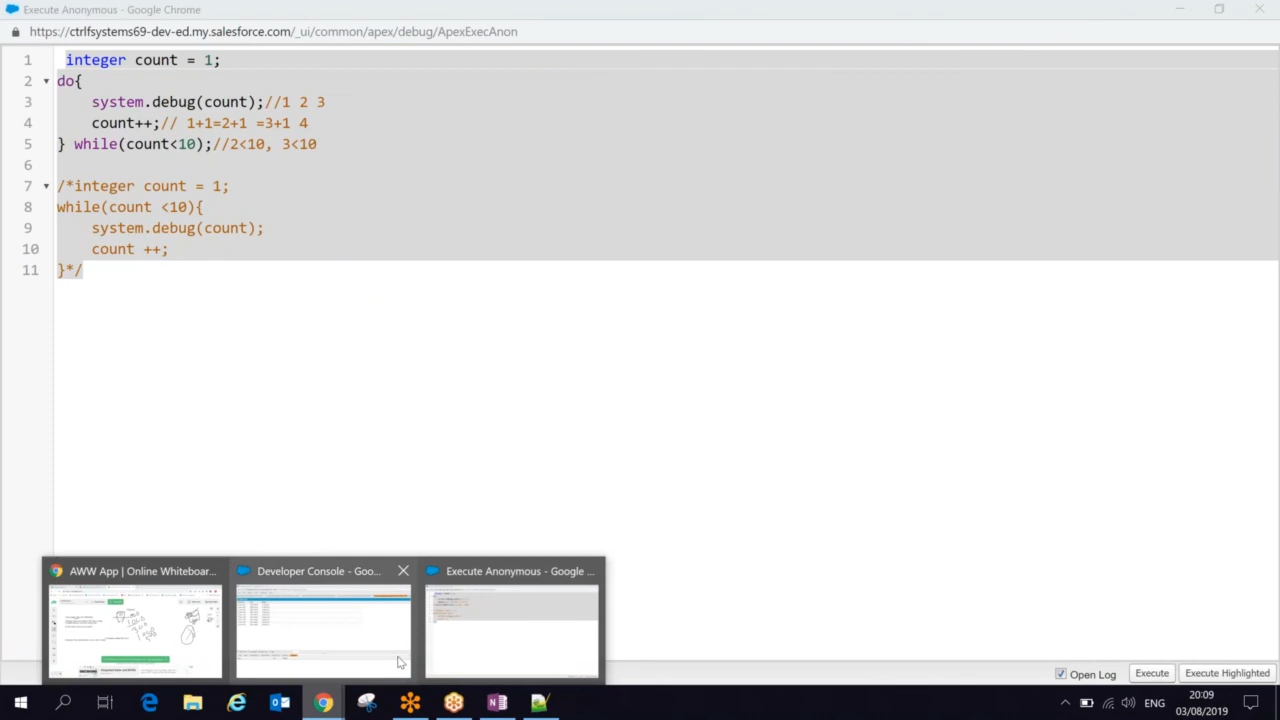 Execute Anonymous - Google Chrome
https://ctrlfsystems69-dev-ed.my.salesforce.com/_ui/common/apex/debug/ApexExecAnon
1 integer count = 1;
2 do{
3 system.debug(count);//1 2 3
4 count++;// 1+1=2+1 =3+1 4
5 } while(count<10);//2<10, 3<10
6
7 /*integer count = 1;
8 while(count <10){
9 system.debug(count);
10 count ++;
11 }*/
AWW App | Online Whiteboar...
Developer Console - Goo...
Execute Anonymous - Google ...
Open Log
Execute
Execute Highlighted
ENG
20:09
03/08/2019